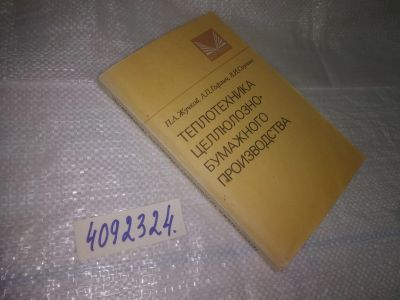 П.А.Жучков, А.П.Гофлин, В.И.Саунин
ТЕПЛОТЕХНИКА
ЦЕЛЛЮЛОЗНО-
БУМАЖНОГО
ПРОИЗВОДСТВА
4092324.